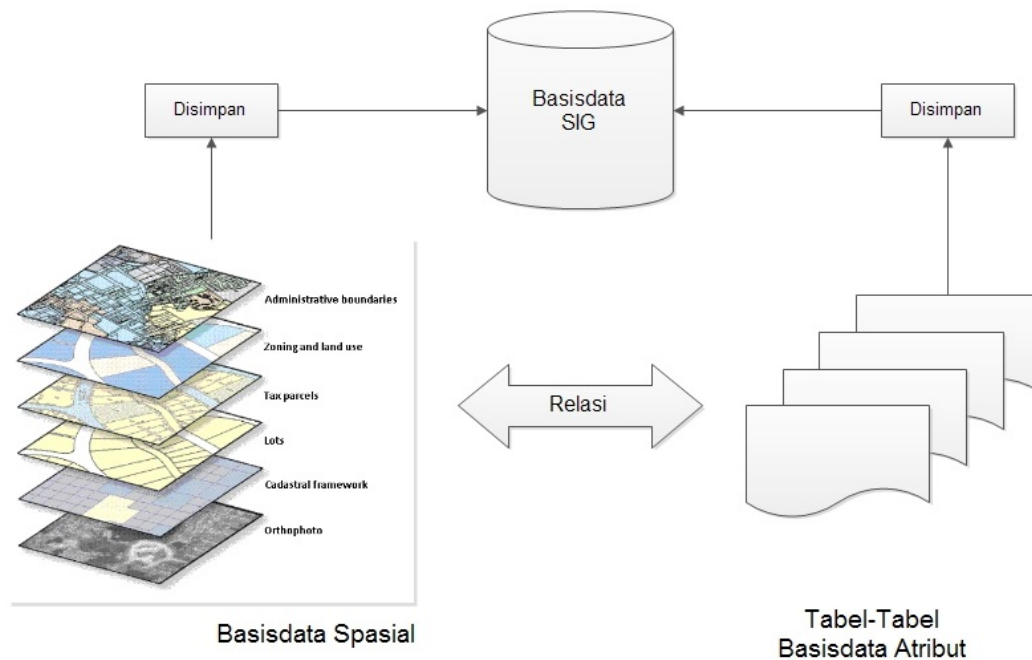 Disimpan
Basisdata
SIG
Disimpan
Administrative boundaries
Zoning and land use
Tax parcels
Lots
Cadastral framework
Orthophoto
Relasi
Basisdata Spasial
Tabel-Tabel
Basisdata Atribut